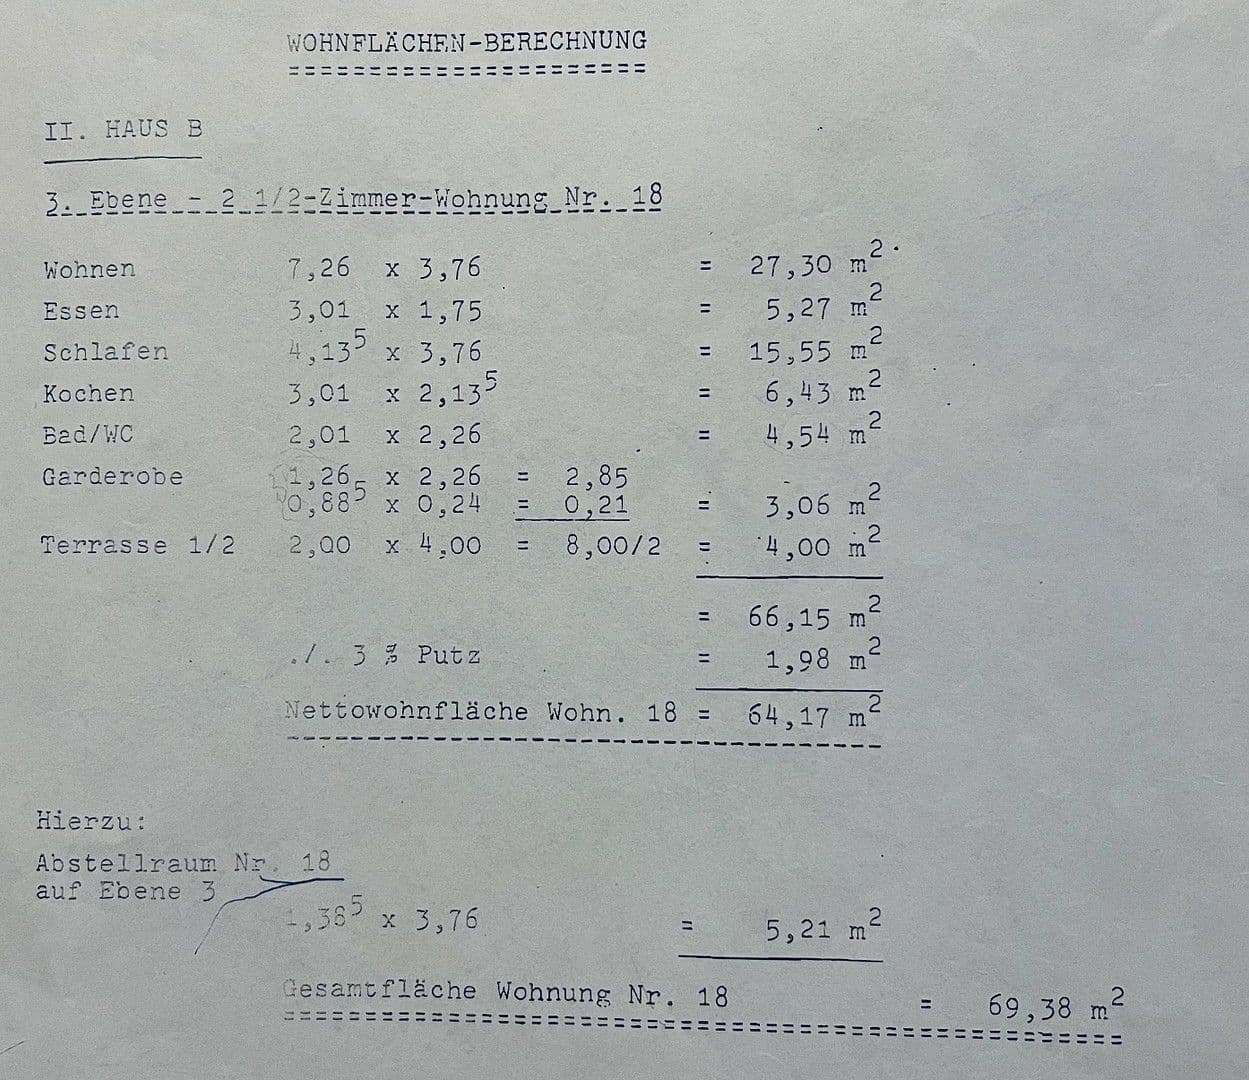 WOHNFLÄCHEN-BERECHNUNG
=======================
II. HAUS B
3. Ebene - 2 1/2-Zimmer-Wohnung Nr. 18
Wohnen 7,26 x 3,76 = 27,30 m²
Essen 3,01 x 1,75 = 5,27 m²
Schlafen 4,13⁵ x 3,76 = 15,55 m²
Kochen 3,01 x 2,13⁵ = 6,43 m²
Bad/WC 2,01 x 2,26 = 4,54 m²
Garderobe 1,26 x 2,26 = 2,85
0,88⁵ x 0,24 = 0,21 = 3,06 m²
Terrasse 1/2 2,00 x 4,00 = 8,00/2 = 4,00 m²
= 66,15 m²
./. 3 % Putz = 1,98 m²
Nettowohnfläche Wohn. 18 = 64,17 m²
Hierzu:
Abstellraum Nr. 18
auf Ebene 3
1,38⁵ x 3,76 = 5,21 m²
Gesamtfläche Wohnung Nr. 18 = 69,38 m²